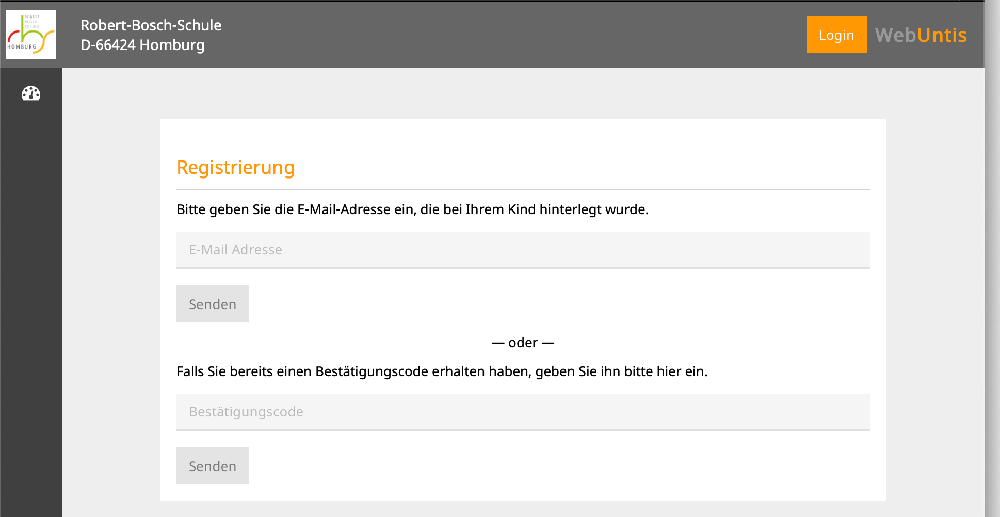 ROBERT
BOSCH
SCHULE
HOMBURG
Robert-Bosch-Schule
D-66424 Homburg
Login
WebUntis
Registrierung
Bitte geben Sie die E-Mail-Adresse ein, die bei Ihrem Kind hinterlegt wurde.
E-Mail Adresse
Senden
— oder —
Falls Sie bereits einen Bestätigungscode erhalten haben, geben Sie ihn bitte hier ein.
Bestätigungscode
Senden